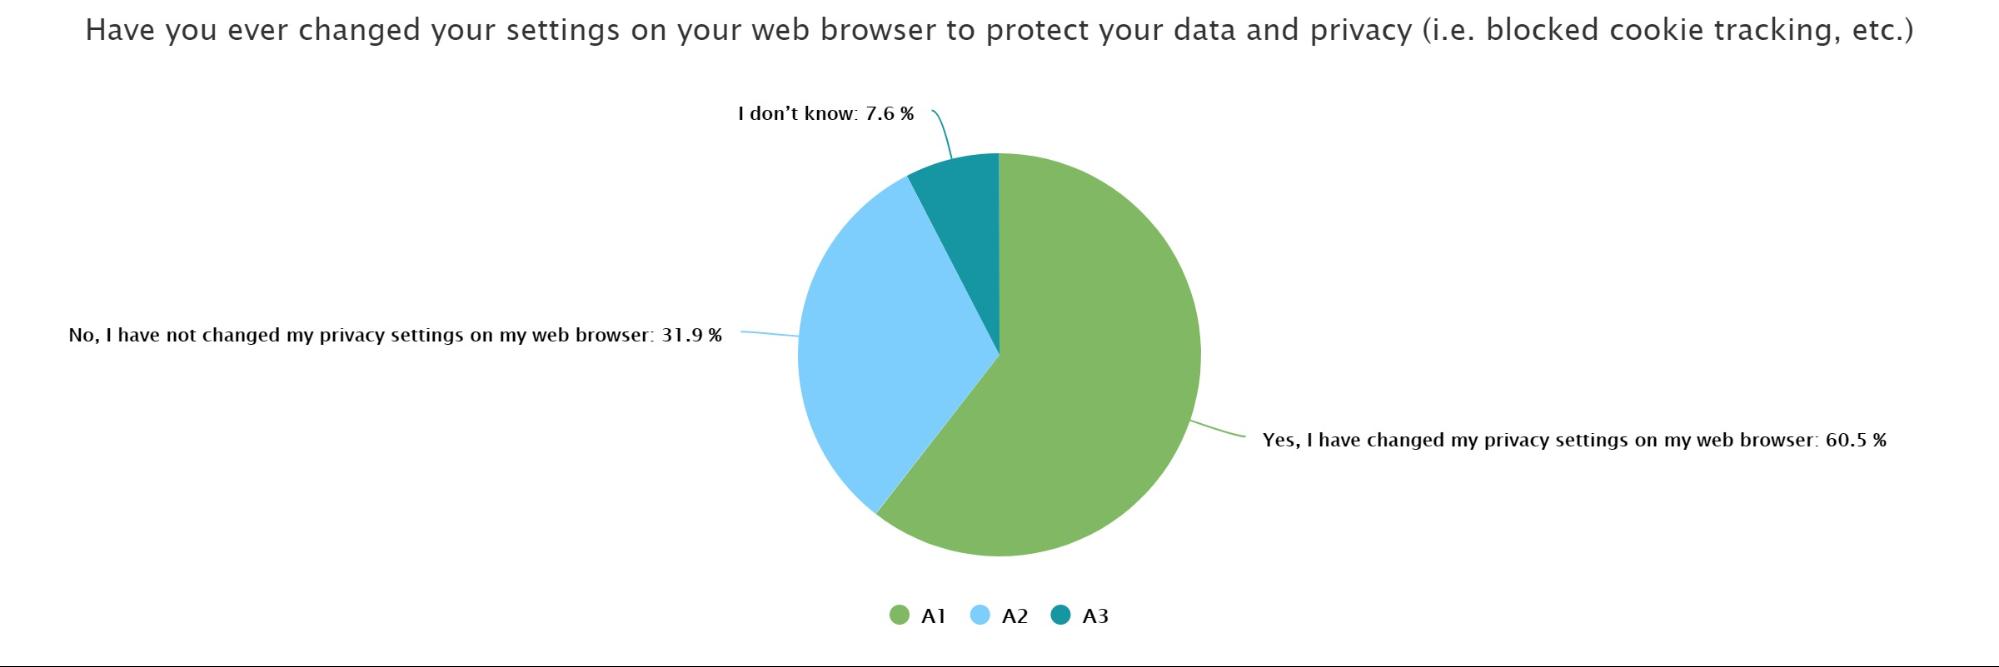 Have you ever changed your settings on your web browser to protect your data and privacy (i.e. blocked cookie tracking, etc.)
I don’t know: 7.6 %
No, I have not changed my privacy settings on my web browser: 31.9 %
Yes, I have changed my privacy settings on my web browser: 60.5 %
A1 A2 A3